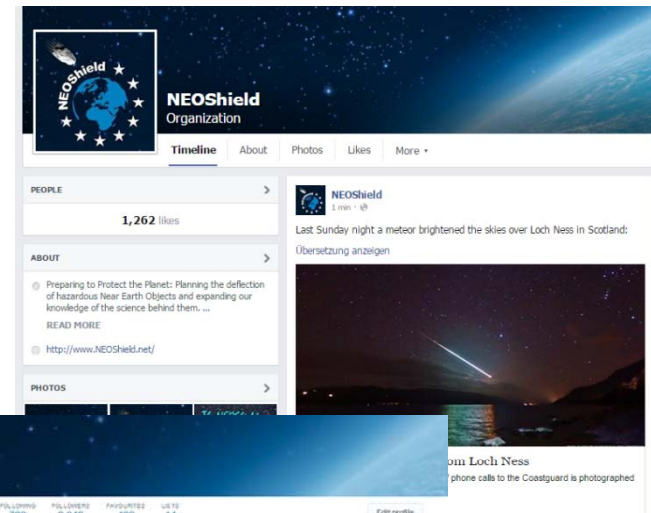 NEOShield
NEOShield
Organization
Timeline About Photos Likes More
PEOPLE >
1,262 likes
ABOUT >
Preparing to Protect the Planet: Planning the deflection
of hazardous Near Earth Objects and expanding our
knowledge of the science behind them. ...
READ MORE
http://www.NEOShield.net/
PHOTOS >
NEOShield
1 min ·
Last Sunday night a meteor brightened the skies over Loch Ness in Scotland:
Übersetzung anzeigen
om Loch Ness
phone calls to the Coastguard is photographed
FOLLOWING FOLLOWERS FAVOURITES LISTS
Edit profile